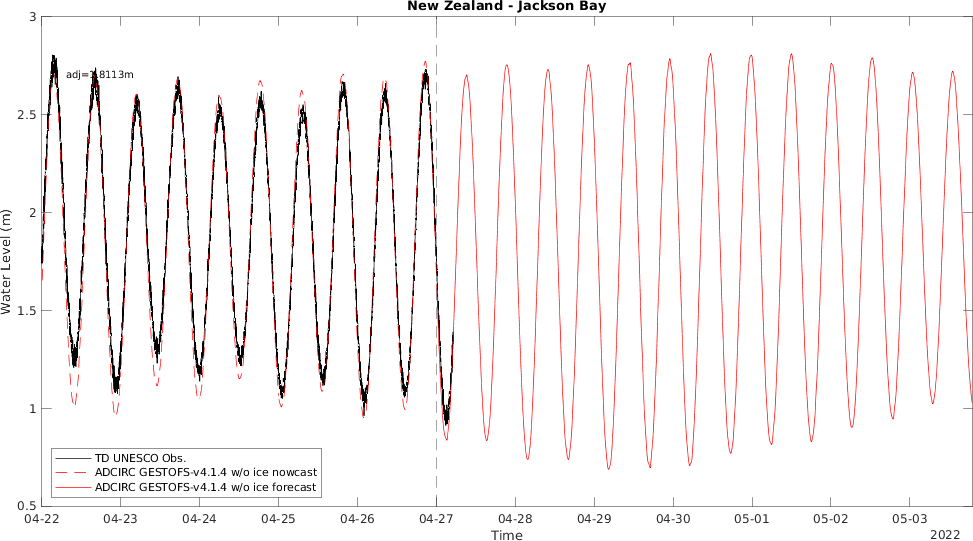 New Zealand - Jackson Bay
3
adj=1.8113m
2.5
2
Water Level (m)
1.5
1
TD UNESCO Obs.
ADCIRC GESTOFS-v4.1.4 w/o ice nowcast
ADCIRC GESTOFS-v4.1.4 w/o ice forecast
0.5
04-22 04-23 04-24 04-25 04-26 04-27 04-28 04-29 04-30 05-01 05-02 05-03
Time
2022